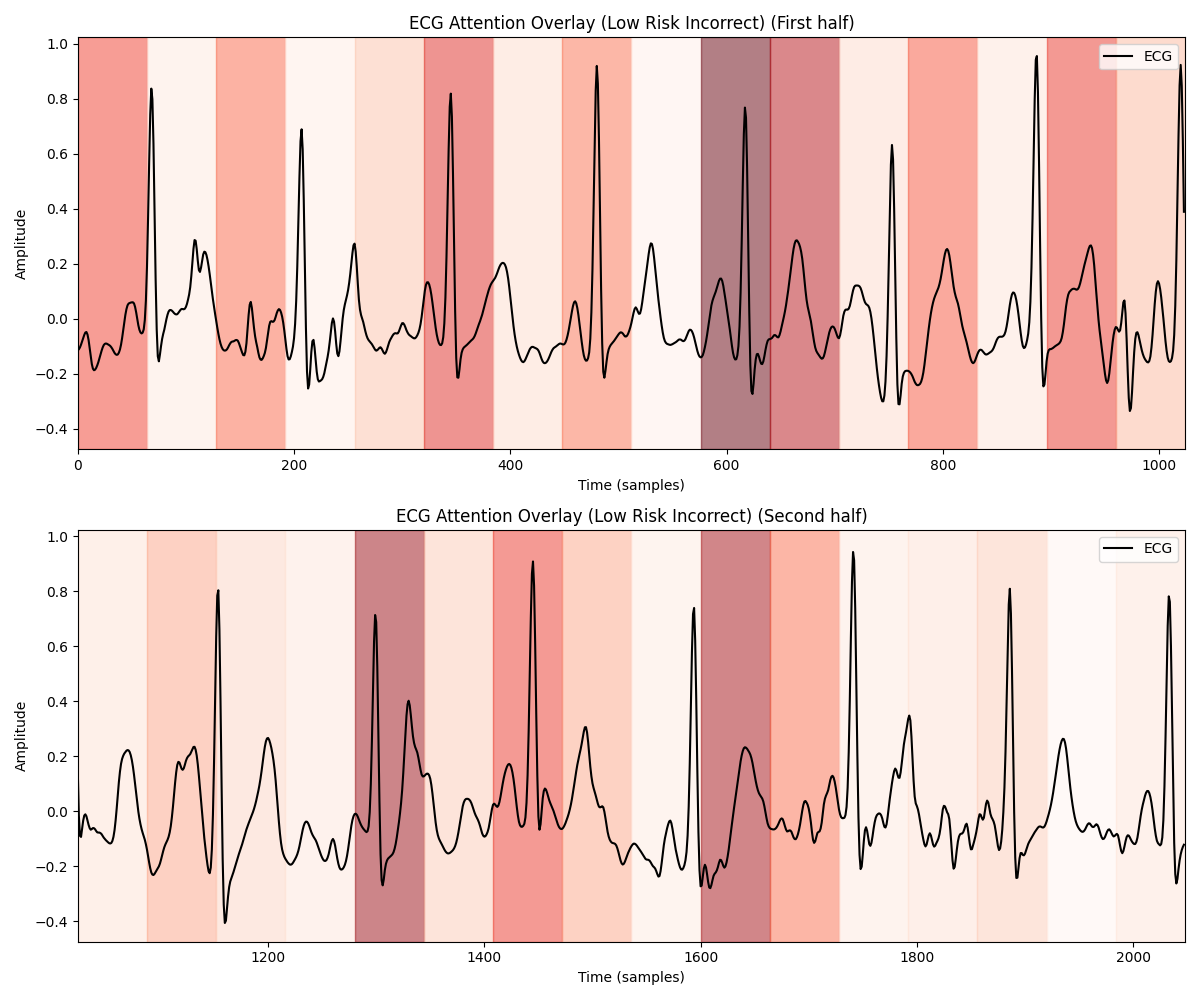 ECG Attention Overlay (Low Risk Incorrect) (First half)
1.0
0.8
0.6
0.4
0.2
0.0
−0.2
−0.4
Amplitude
ECG
0 200 400 600 800 1000
Time (samples)
ECG Attention Overlay (Low Risk Incorrect) (Second half)
1.0
0.8
0.6
0.4
0.2
0.0
−0.2
−0.4
Amplitude
ECG
1200 1400 1600 1800 2000
Time (samples)